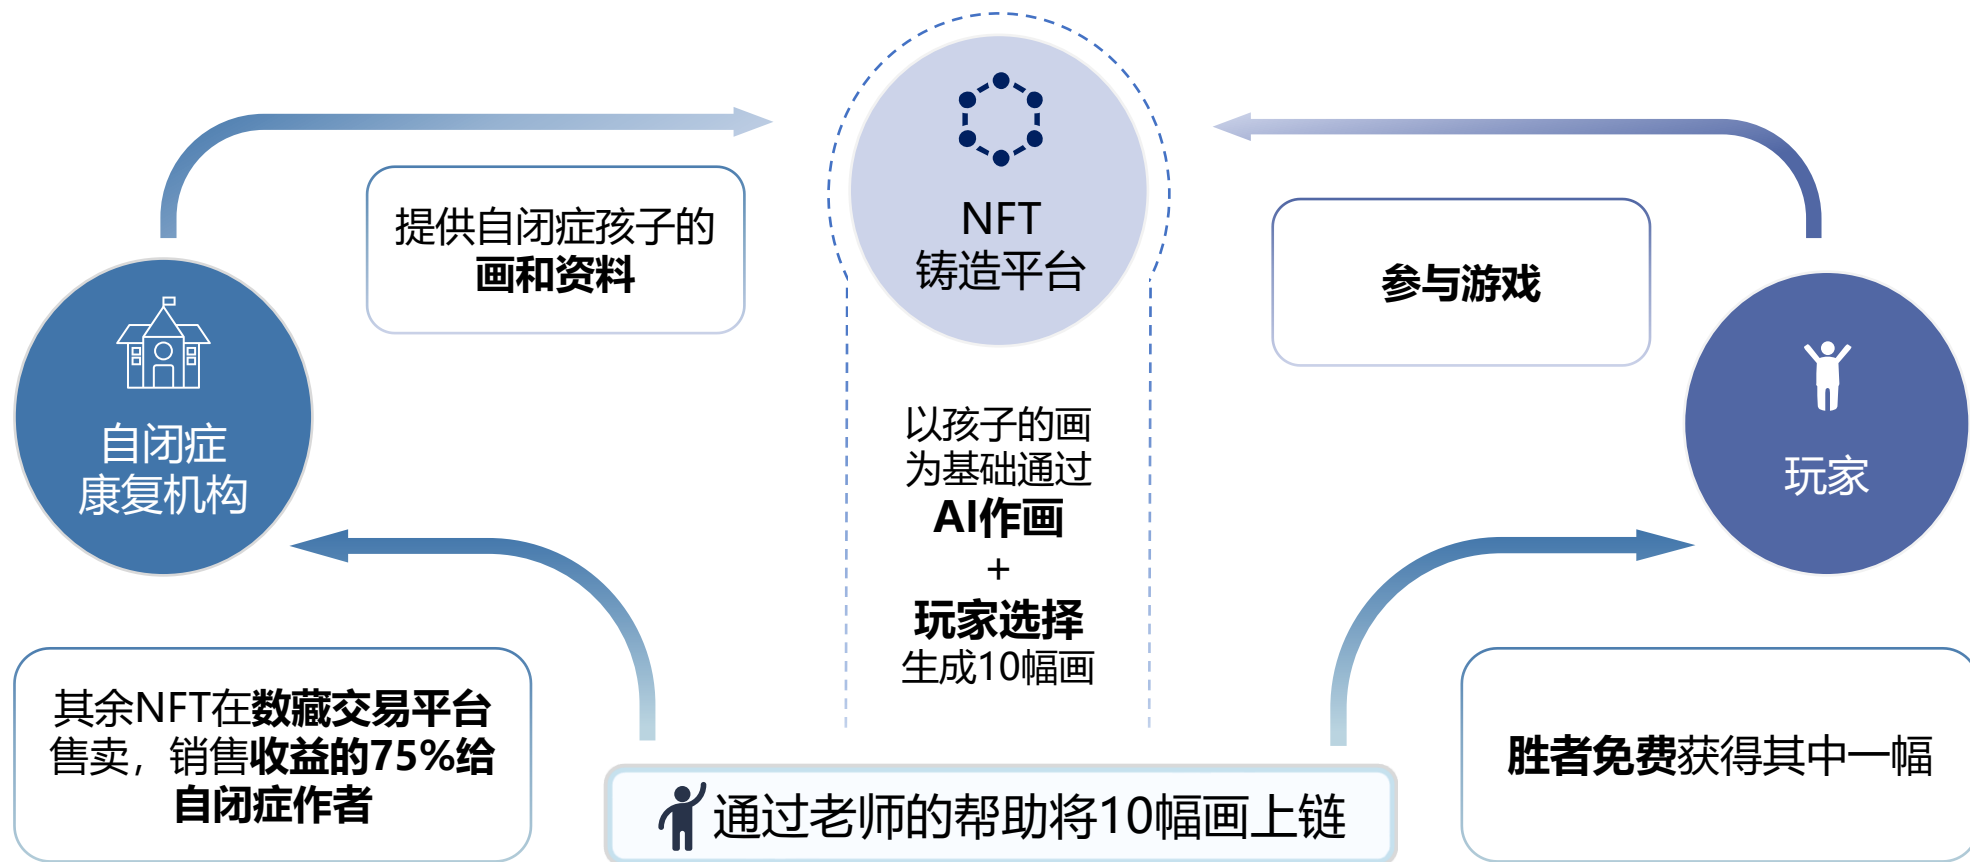 NFT
铸造平台
提供自闭症孩子的
画和资料
参与游戏
自闭症
康复机构
玩家
以孩子的画
为基础通过
AI作画
+
玩家选择
生成10幅画
其余NFT在数藏交易平台
售卖，销售收益的75%给
自闭症作者
胜者免费获得其中一幅
通过老师的帮助将10幅画上链